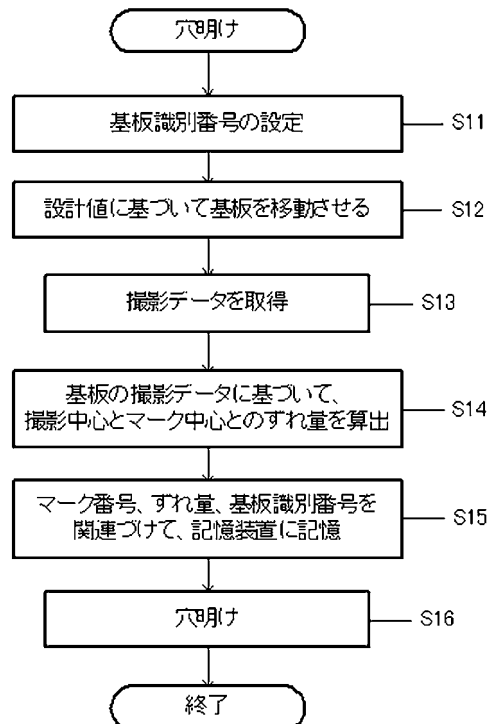 穴明け
基板識別番号の設定
S11
設計値に基づいて基板を移動させる
S12
撮影データを取得
S13
基板の撮影データに基づいて、
撮影中心とマーク中心とのずれ量を算出
S14
マーク番号、ずれ量、基板識別番号を
関連づけて、記憶装置に記憶
S15
穴明け
S16
終了